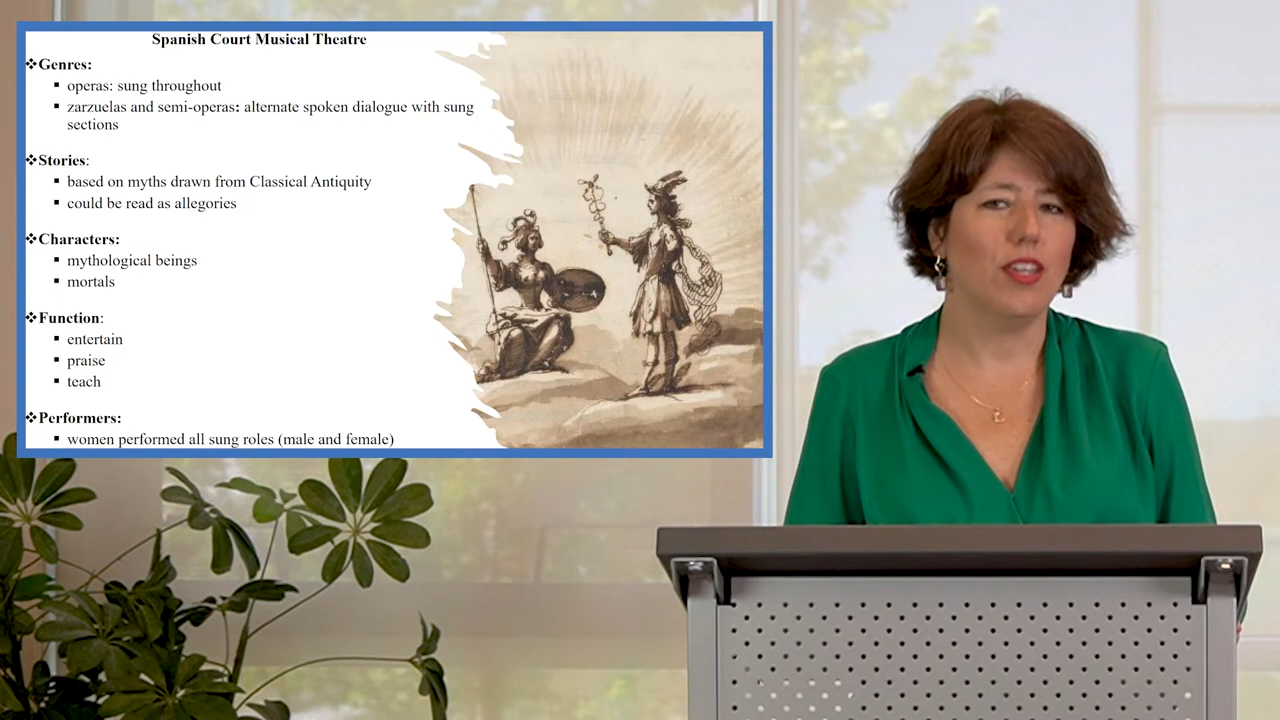 Spanish Court Musical Theatre
❖Genres:
▪ operas: sung throughout
▪ zarzuelas and semi-operas: alternate spoken dialogue with sung
sections
❖Stories:
▪ based on myths drawn from Classical Antiquity
▪ could be read as allegories
❖Characters:
▪ mythological beings
▪ mortals
❖Function:
▪ entertain
▪ praise
▪ teach
❖Performers:
▪ women performed all sung roles (male and female)